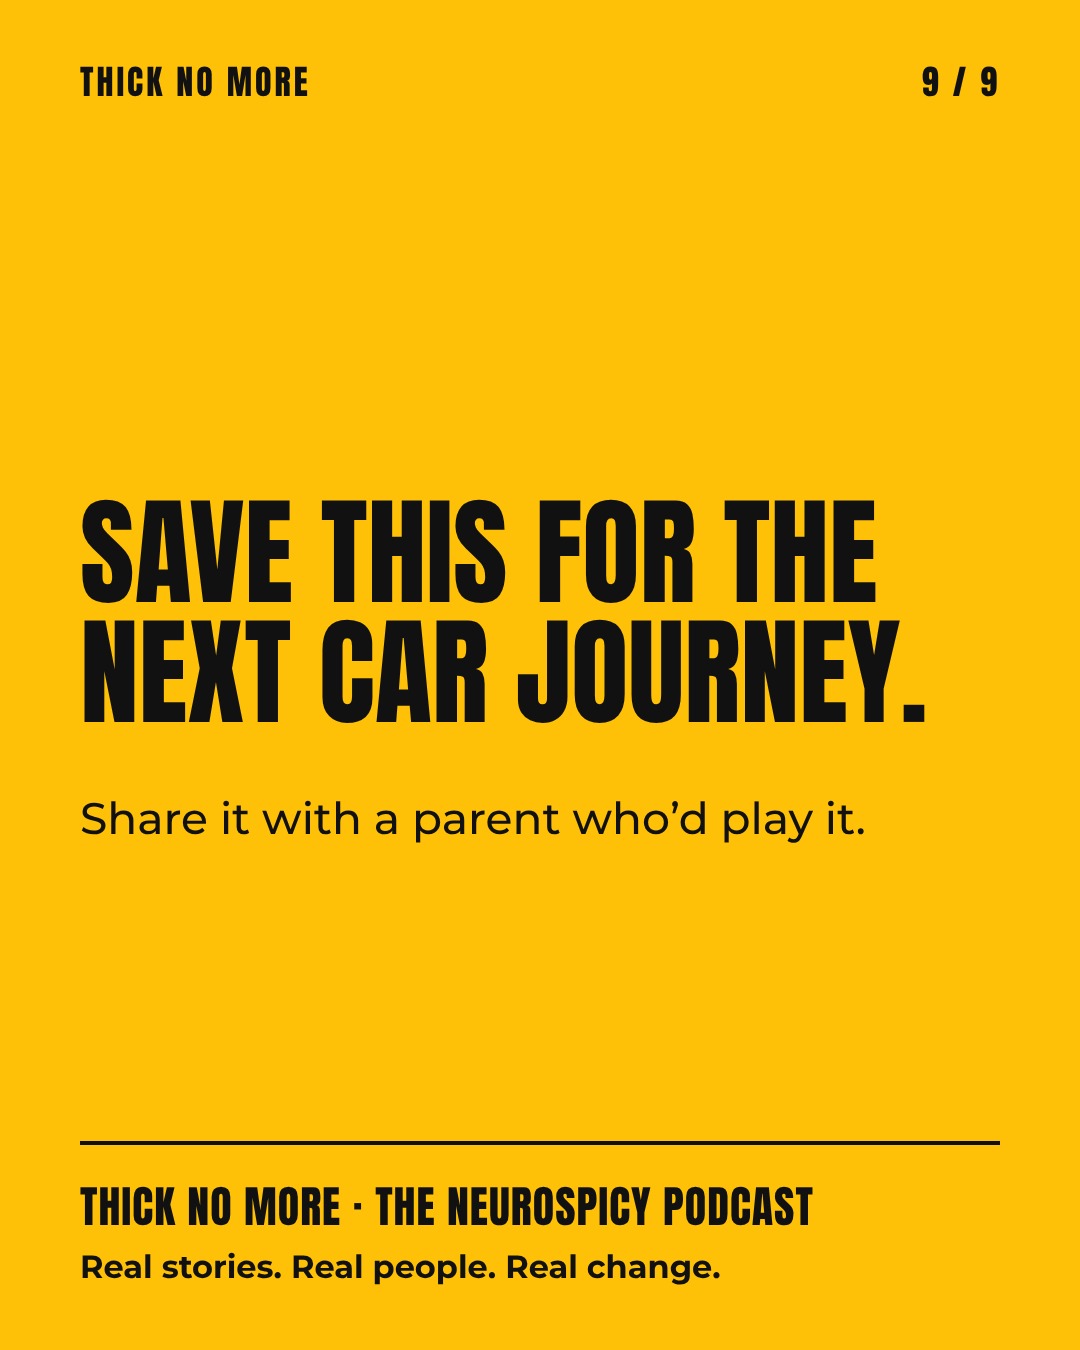 THICK NO MORE
9 / 9
SAVE THIS FOR THE
NEXT CAR JOURNEY.
Share it with a parent who’d play it.
THICK NO MORE · THE NEUROSPICY PODCAST
Real stories. Real people. Real change.